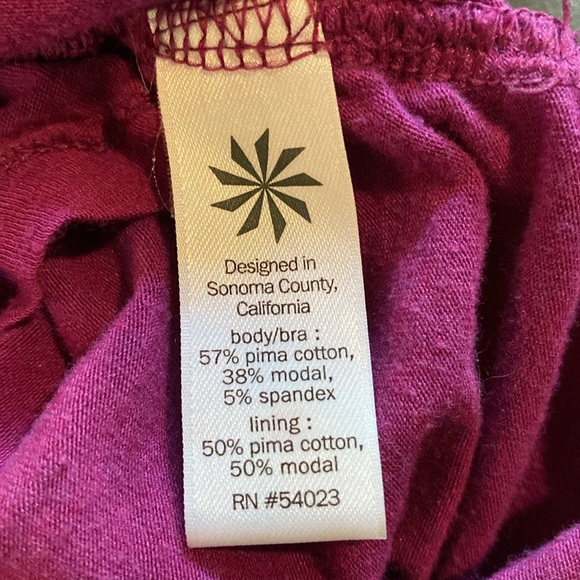 Designed in
Sonoma County,
California
body/bra :
57% pima cotton,
38% modal,
5% spandex
lining :
50% pima cotton,
50% modal
RN #54023